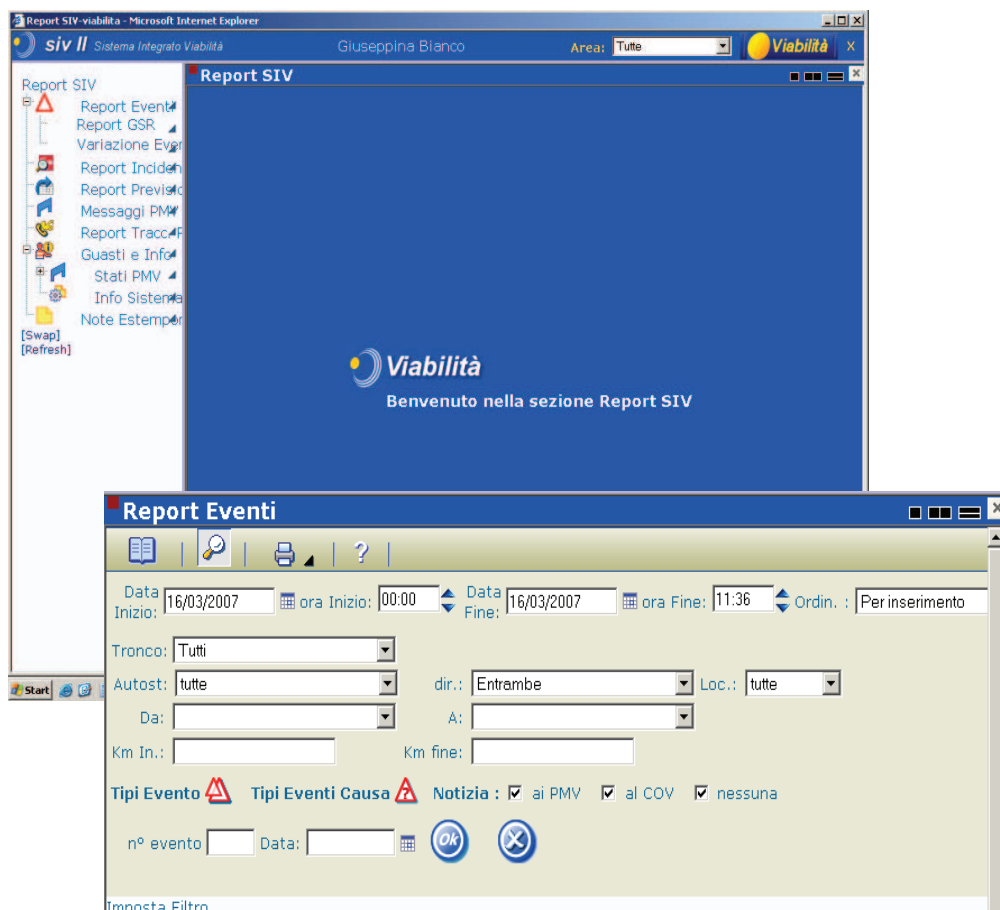 Report SIV-viabilita - Microsoft Internet Explorer
siv II Sistema Integrato Viabilità Giuseppina Bianco Area: Tutte Viabilità X
Report SIV
Report SIV
Report Eventi
Report GSR
Variazione Even
Report Inciden
Report Previsio
Messaggi PMV
Report Tracc.
Guasti e Info
Stati PMV
Info Sistema
Note Estempor
[Swap]
[Refresh]
Viabilità
Benvenuto nella sezione Report SIV
Start
Report Eventi
?
Data Inizio: 16/03/2007 ora Inizio: 00:00 Data Fine: 16/03/2007 ora Fine: 11:36 Ordin. : Per inserimento
Tronco: Tutti
Autost: tutte dir.: Entrambe Loc.: tutte
Da: A:
Km In.: Km fine:
Tipi Evento Tipi Eventi Causa ? Notizia : ai PMV al COV nessuna
nº evento Data: Ok
Imposta Filtro